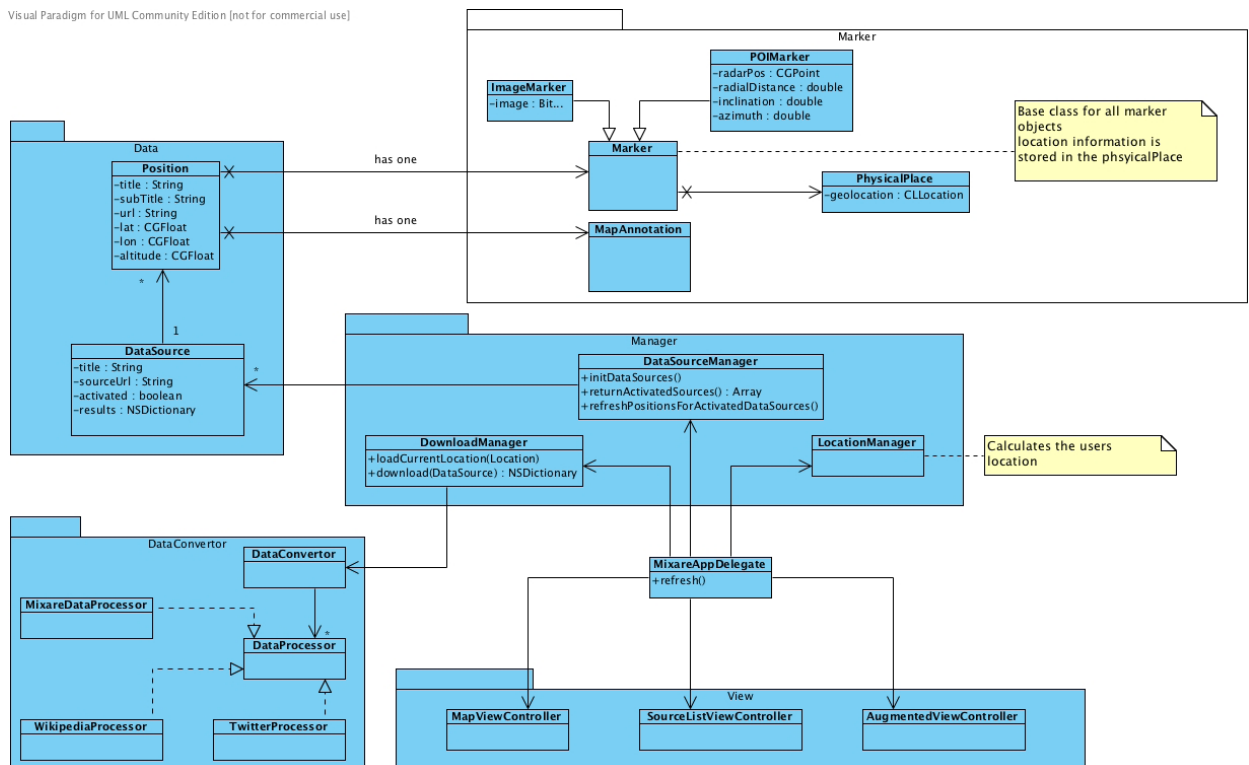 Visual Paradigm for UML Community Edition [not for commercial use]
Marker
POIMarker
-radarPos : CGPoint
-radialDistance : double
-inclination : double
-azimuth : double
ImageMarker
-image : Bit...
Base class for all marker
objects
location information is
stored in the phsyicalPlace
Marker
PhysicalPlace
-geolocation : CLLocation
MapAnnotation
Data
Position
-title : String
-subTitle : String
-url : String
-lat : CGFloat
-lon : CGFloat
-altitude : CGFloat
has one
has one
*
1
DataSource
-title : String
-sourceUrl : String
-activated : boolean
-results : NSDictionary
*
Manager
DataSourceManager
+initDataSources()
+returnActivatedSources() : Array
+refreshPositionsForActivatedDataSources()
DownloadManager
+loadCurrentLocation(Location)
+download(DataSource) : NSDictionary
LocationManager
Calculates the users
location
DataConvertor
DataConvertor
MixareDataProcessor
*
DataProcessor
WikipediaProcessor
TwitterProcessor
MixareAppDelegate
+refresh()
View
MapViewController
SourceListViewController
AugmentedViewController